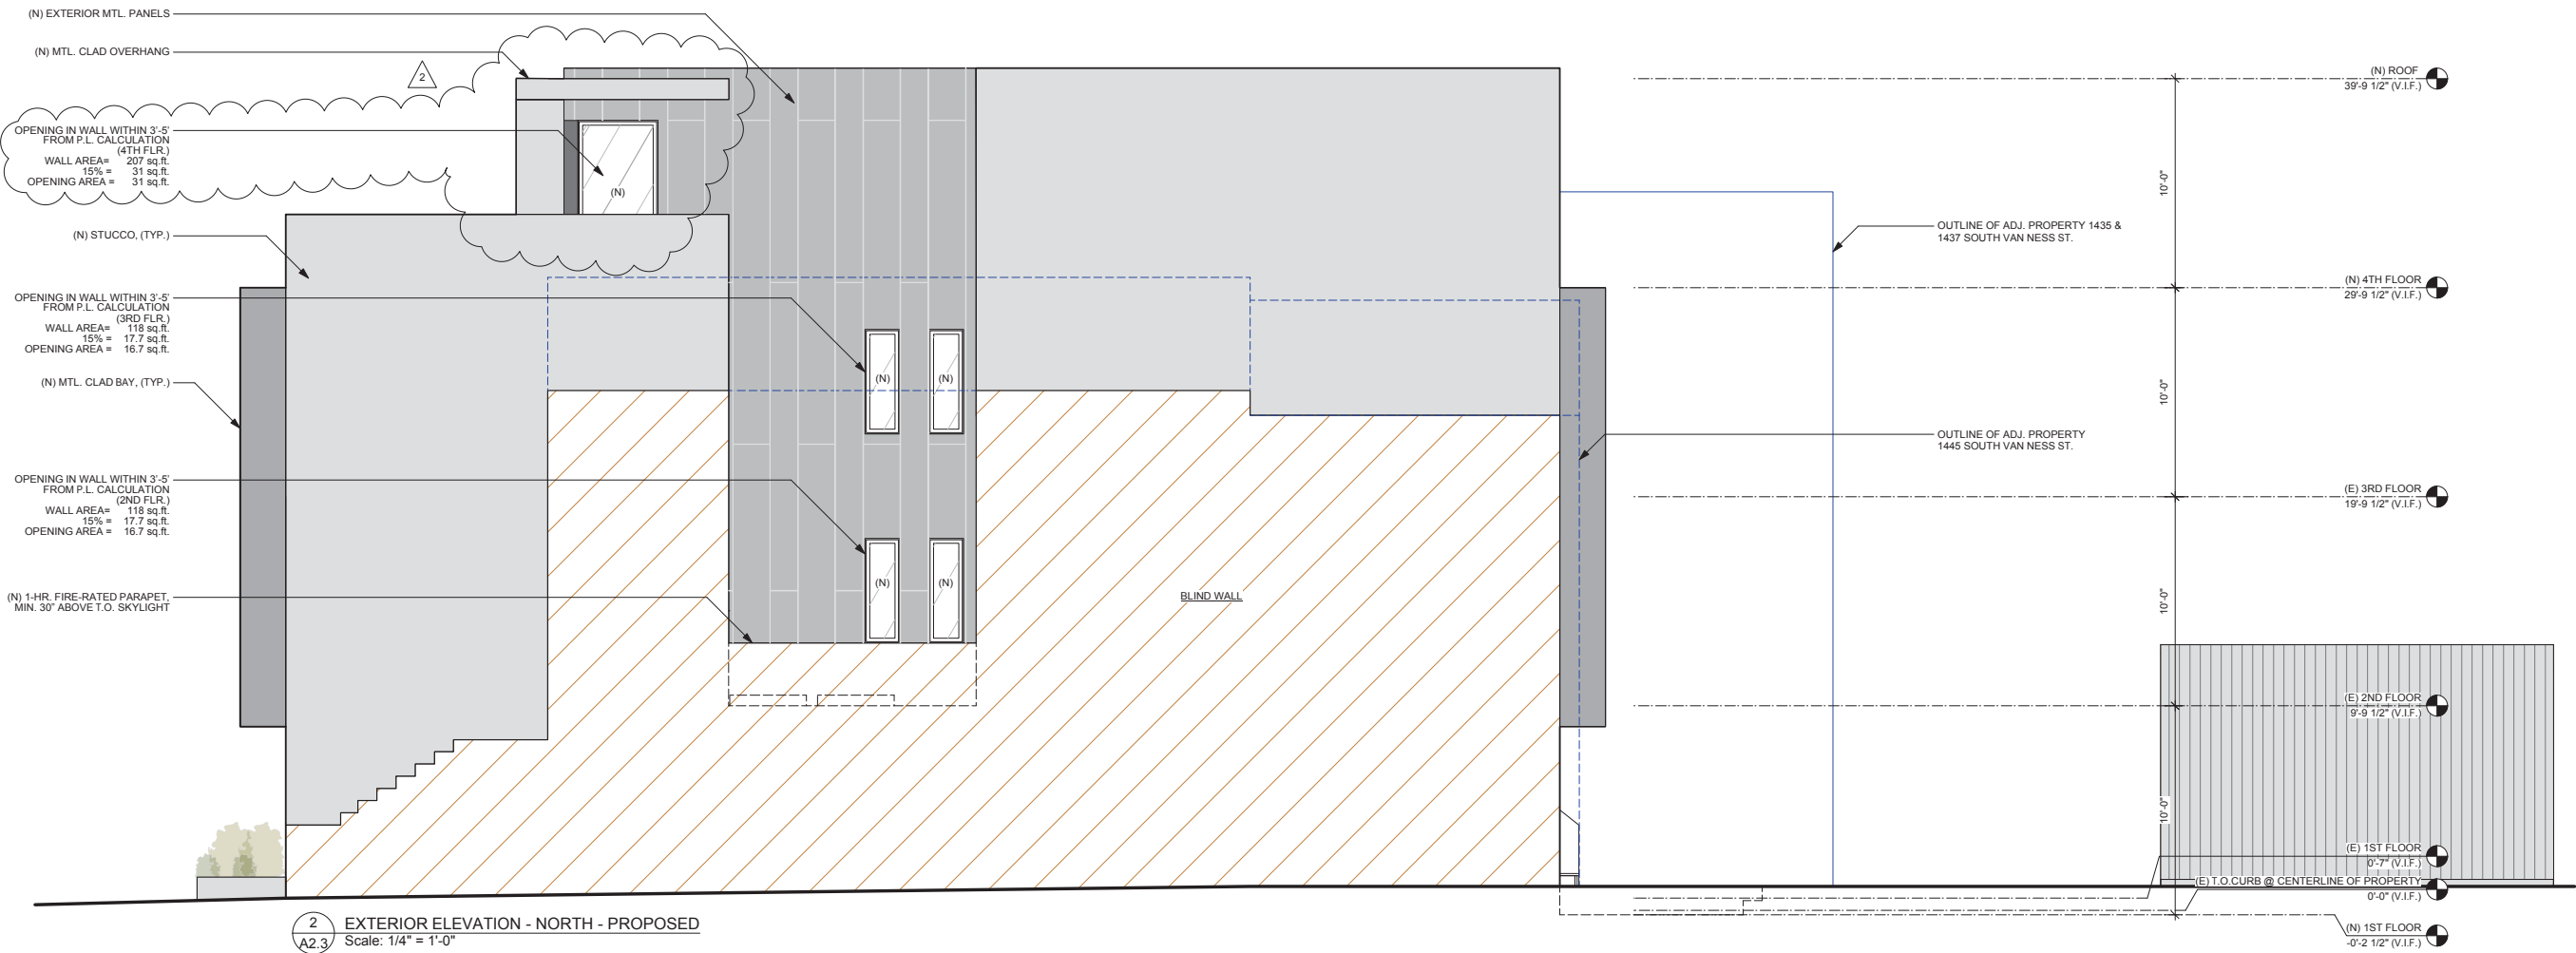 (N) EXTERIOR MTL. PANELS
(N) MTL. CLAD OVERHANG
2
OPENING IN WALL WITHIN 3'-5'
FROM P.L. CALCULATION
(4TH FLR.)
WALL AREA= 207 sq.ft.
15% = 31 sq.ft.
OPENING AREA = 31 sq.ft.
(N)
(N) STUCCO, (TYP.)
OPENING IN WALL WITHIN 3'-5'
FROM P.L. CALCULATION
(3RD FLR.)
WALL AREA= 118 sq.ft.
15% = 17.7 sq.ft.
OPENING AREA = 16.7 sq.ft.
(N) (N)
(N) MTL. CLAD BAY, (TYP.)
OPENING IN WALL WITHIN 3'-5'
FROM P.L. CALCULATION
(2ND FLR.)
WALL AREA= 118 sq.ft.
15% = 17.7 sq.ft.
OPENING AREA = 16.7 sq.ft.
(N) (N)
(N) 1-HR. FIRE-RATED PARAPET,
MIN. 30" ABOVE T.O. SKYLIGHT
BLIND WALL
OUTLINE OF ADJ. PROPERTY 1435 &
1437 SOUTH VAN NESS ST.
OUTLINE OF ADJ. PROPERTY
1445 SOUTH VAN NESS ST.
10'-0"
10'-0"
10'-0"
10'-0"
(N) ROOF
39'-9 1/2" (V.I.F.)
(N) 4TH FLOOR
29'-9 1/2" (V.I.F.)
(E) 3RD FLOOR
19'-9 1/2" (V.I.F.)
(E) 2ND FLOOR
9'-9 1/2" (V.I.F.)
(E) 1ST FLOOR
0'-7" (V.I.F.)
(E) T.O.CURB @ CENTERLINE OF PROPERTY
0'-0" (V.I.F.)
(N) 1ST FLOOR
-0'-2 1/2" (V.I.F.)
2
A2.3
EXTERIOR ELEVATION - NORTH - PROPOSED
Scale: 1/4" = 1'-0"